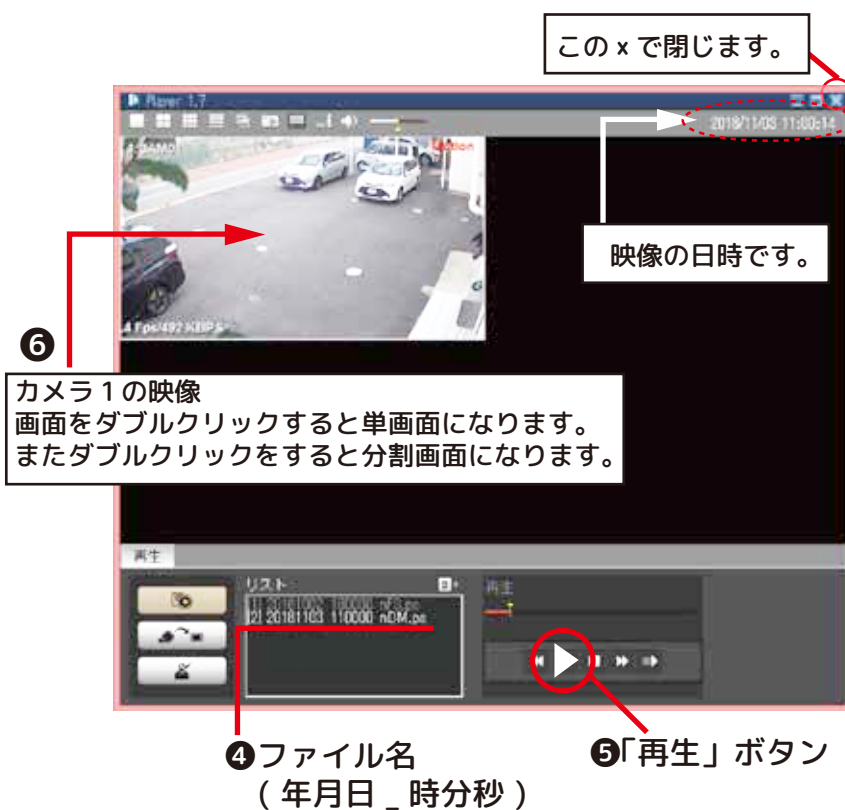 この x で閉じます。
Player 1.7
2018/11/03 11:00:14
Motion
映像の日時です。
4 Fps/492 KBPS
❻
カメラ１の映像
画面をダブルクリックすると単画面になります。
またダブルクリックをすると分割画面になります。
再生
リスト
再生
[2] 20181103 110000 nDM.ps
❹ファイル名
( 年月日 _ 時分秒 )
❺「再生」ボタン